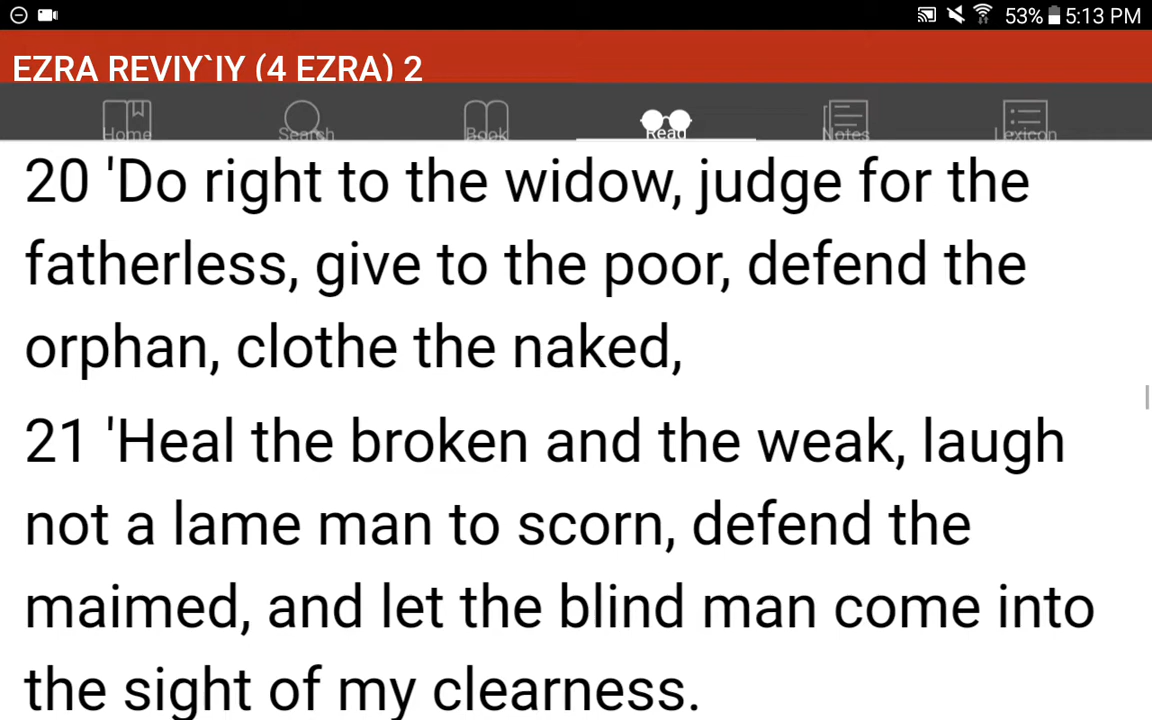 53% 5:13 PM
EZRA REVIY`IY (4 EZRA) 2
Home Search Book Read Notes Lexicon
20 'Do right to the widow, judge for the
fatherless, give to the poor, defend the
orphan, clothe the naked,
21 'Heal the broken and the weak, laugh
not a lame man to scorn, defend the
maimed, and let the blind man come into
the sight of my clearness.